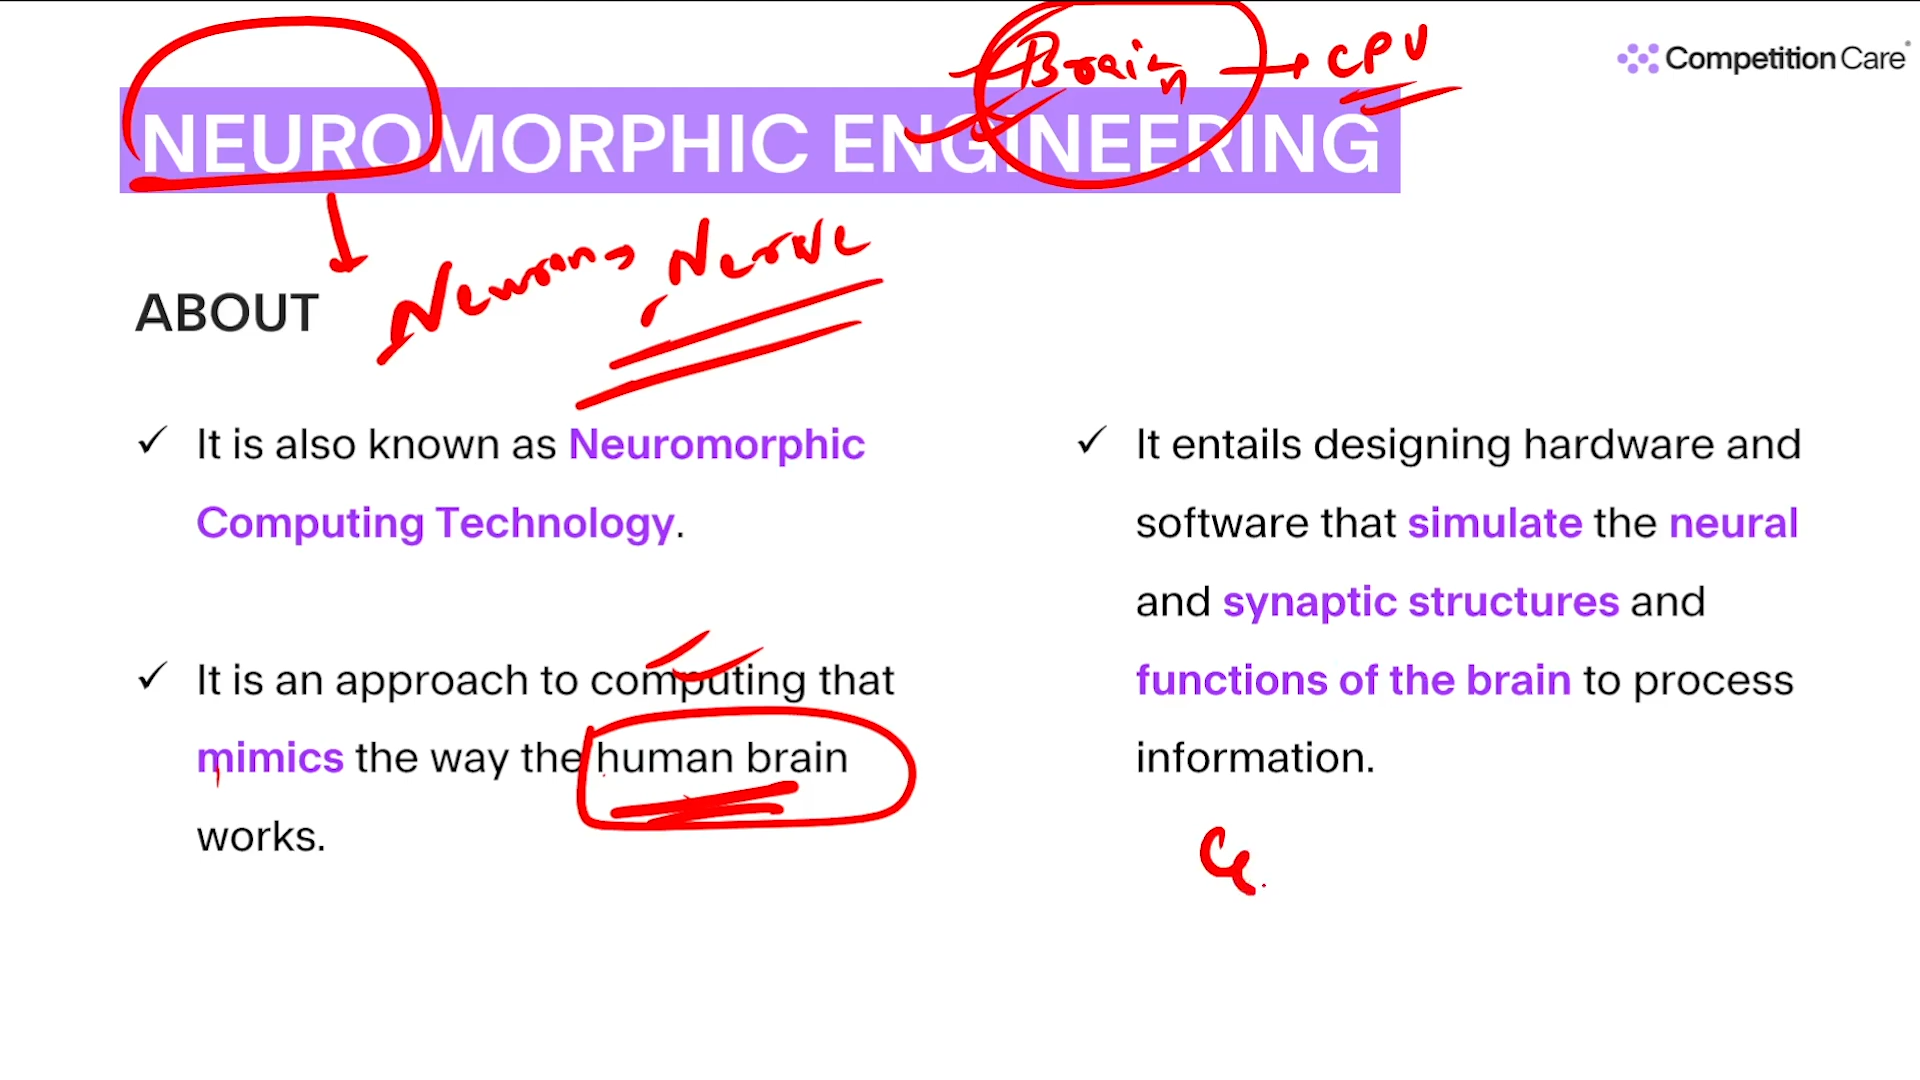 Brain → CPU
Competition Care
NEUROMORPHIC ENGINEERING
Neuron → Nerve
ABOUT
✓ It is also known as Neuromorphic
Computing Technology.
✓ It is an approach to computing that
mimics the way the human brain
works.
✓ It entails designing hardware and
software that simulate the neural
and synaptic structures and
functions of the brain to process
information.